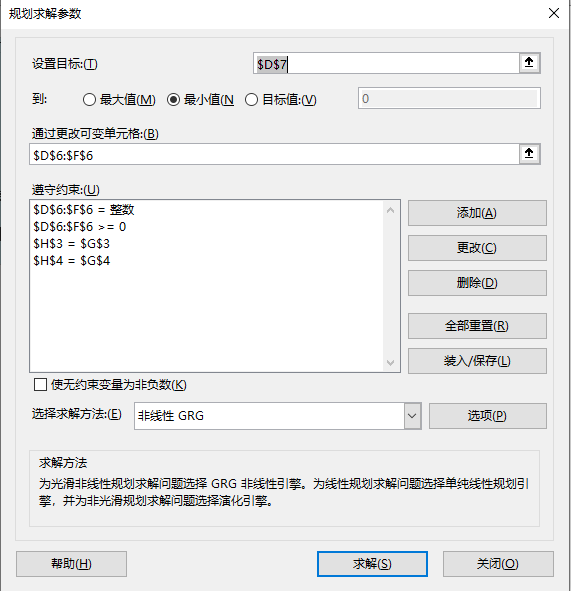 规划求解参数
设置目标:(T)
$D$7
到:
最大值(M)
最小值(N
目标值:(V)
0
通过更改可变单元格:(B)
$D$6:$F$6
遵守约束:(U)
$D$6:$F$6 = 整数
$D$6:$F$6 >= 0
$H$3 = $G$3
$H$4 = $G$4
添加(A)
更改(C)
删除(D)
全部重置(R)
装入/保存(L)
使无约束变量为非负数(K)
选择求解方法:(E)
非线性 GRG
选项(P)
求解方法
为光滑非线性规划求解问题选择 GRG 非线性引擎。为线性规划求解问题选择单纯线性规划引
擎，并为非光滑规划求解问题选择演化引擎。
帮助(H)
求解(S)
关闭(O)